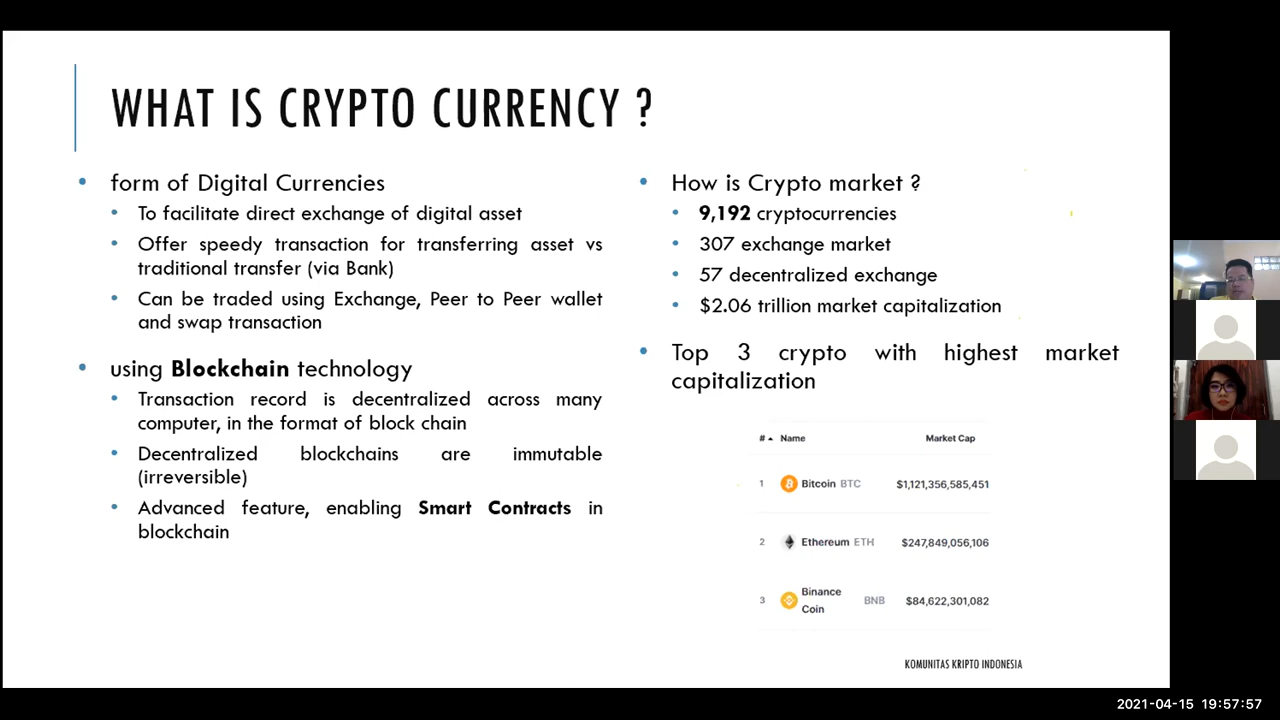 WHAT IS CRYPTO CURRENCY ?
• form of Digital Currencies
• To facilitate direct exchange of digital asset
• Offer speedy transaction for transferring asset vs
traditional transfer (via Bank)
• Can be traded using Exchange, Peer to Peer wallet
and swap transaction
• using Blockchain technology
• Transaction record is decentralized across many
computer, in the format of block chain
• Decentralized blockchains are immutable
(irreversible)
• Advanced feature, enabling Smart Contracts in
blockchain
• How is Crypto market ?
• 9,192 cryptocurrencies
• 307 exchange market
• 57 decentralized exchange
• $2.06 trillion market capitalization
• Top 3 crypto with highest market
capitalization
# Name Market Cap
1 Bitcoin BTC $1,121,356,585,451
2 Ethereum ETH $247,849,056,106
3 Binance
Coin BNB $84,622,301,082
KOMUNITAS KRIPTO INDONESIA
2021-04-15 19:57:57